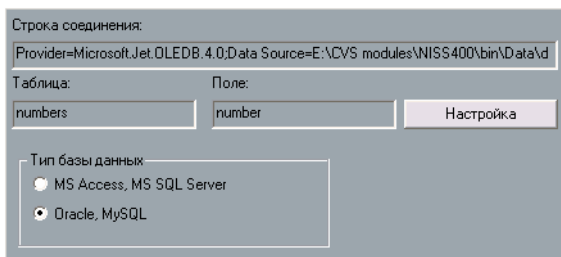 Строка соединения:
Provider=Microsoft.Jet.OLEDB.4.0;Data Source=E:\CVS modules\NISS400\bin\Data\d
Таблица: Поле:
numbers number Настройка
Тип базы данных
MS Access, MS SQL Server
Oracle, MySQL